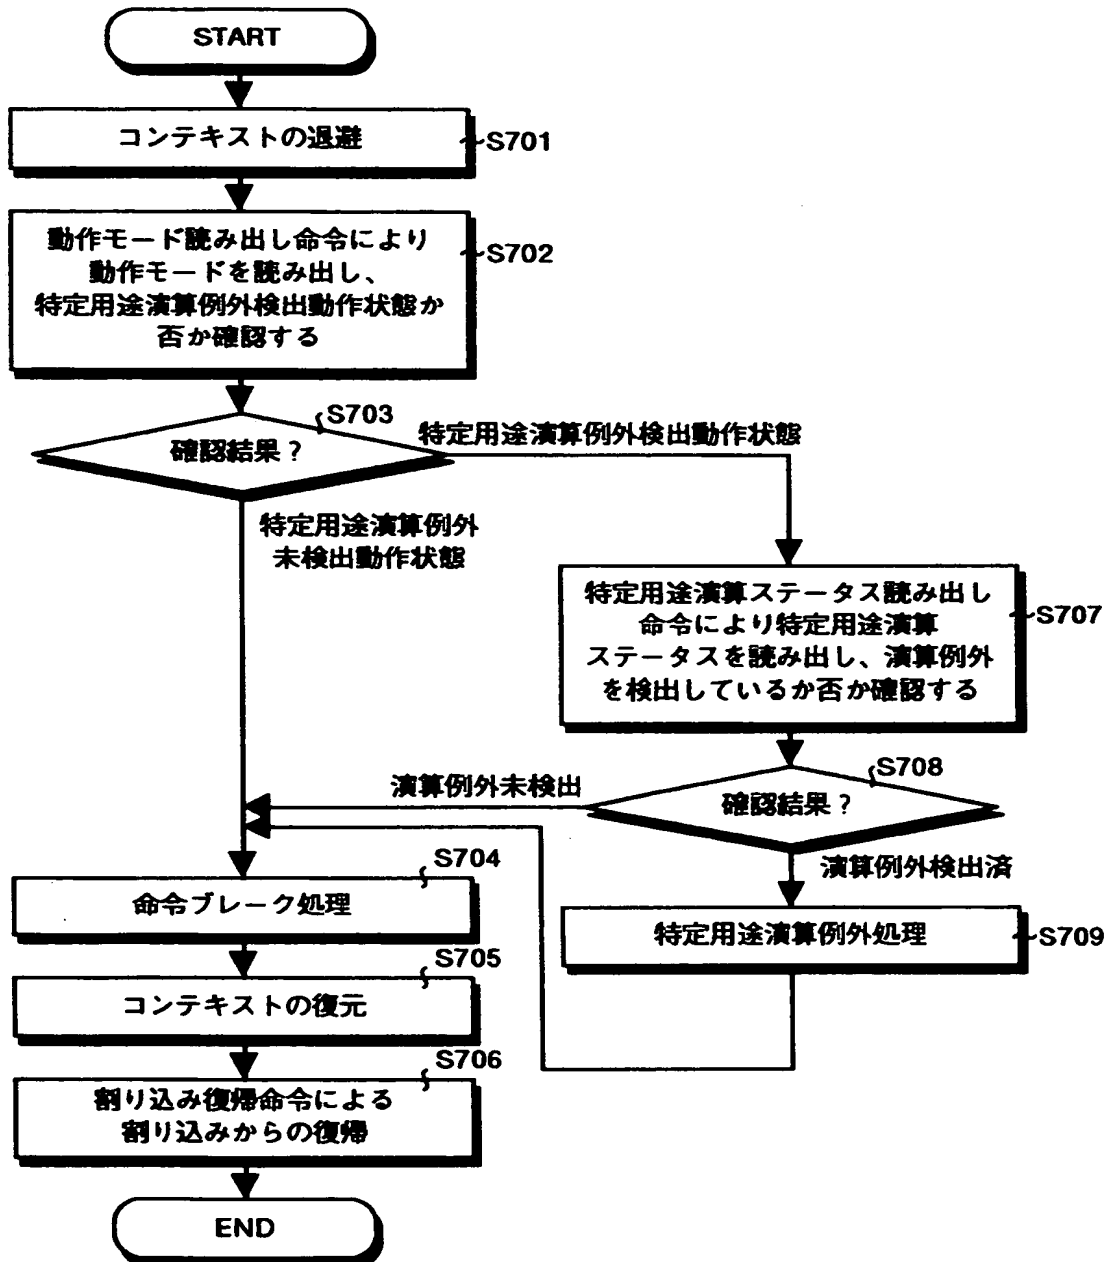 START
コンテキストの退避
S701
動作モード読み出し命令により
動作モードを読み出し、
特定用途演算例外検出動作状態か
否か確認する
S702
S703
確認結果?
特定用途演算例外検出動作状態
特定用途演算例外
未検出動作状態
特定用途演算ステータス読み出し
命令により特定用途演算
ステータスを読み出し、演算例外
を検出しているか否か確認する
S707
S708
確認結果?
演算例外未検出
演算例外検出済
特定用途演算例外処理
S709
S704
命令ブレーク処理
S705
コンテキストの復元
S706
割り込み復帰命令による
割り込みからの復帰
END